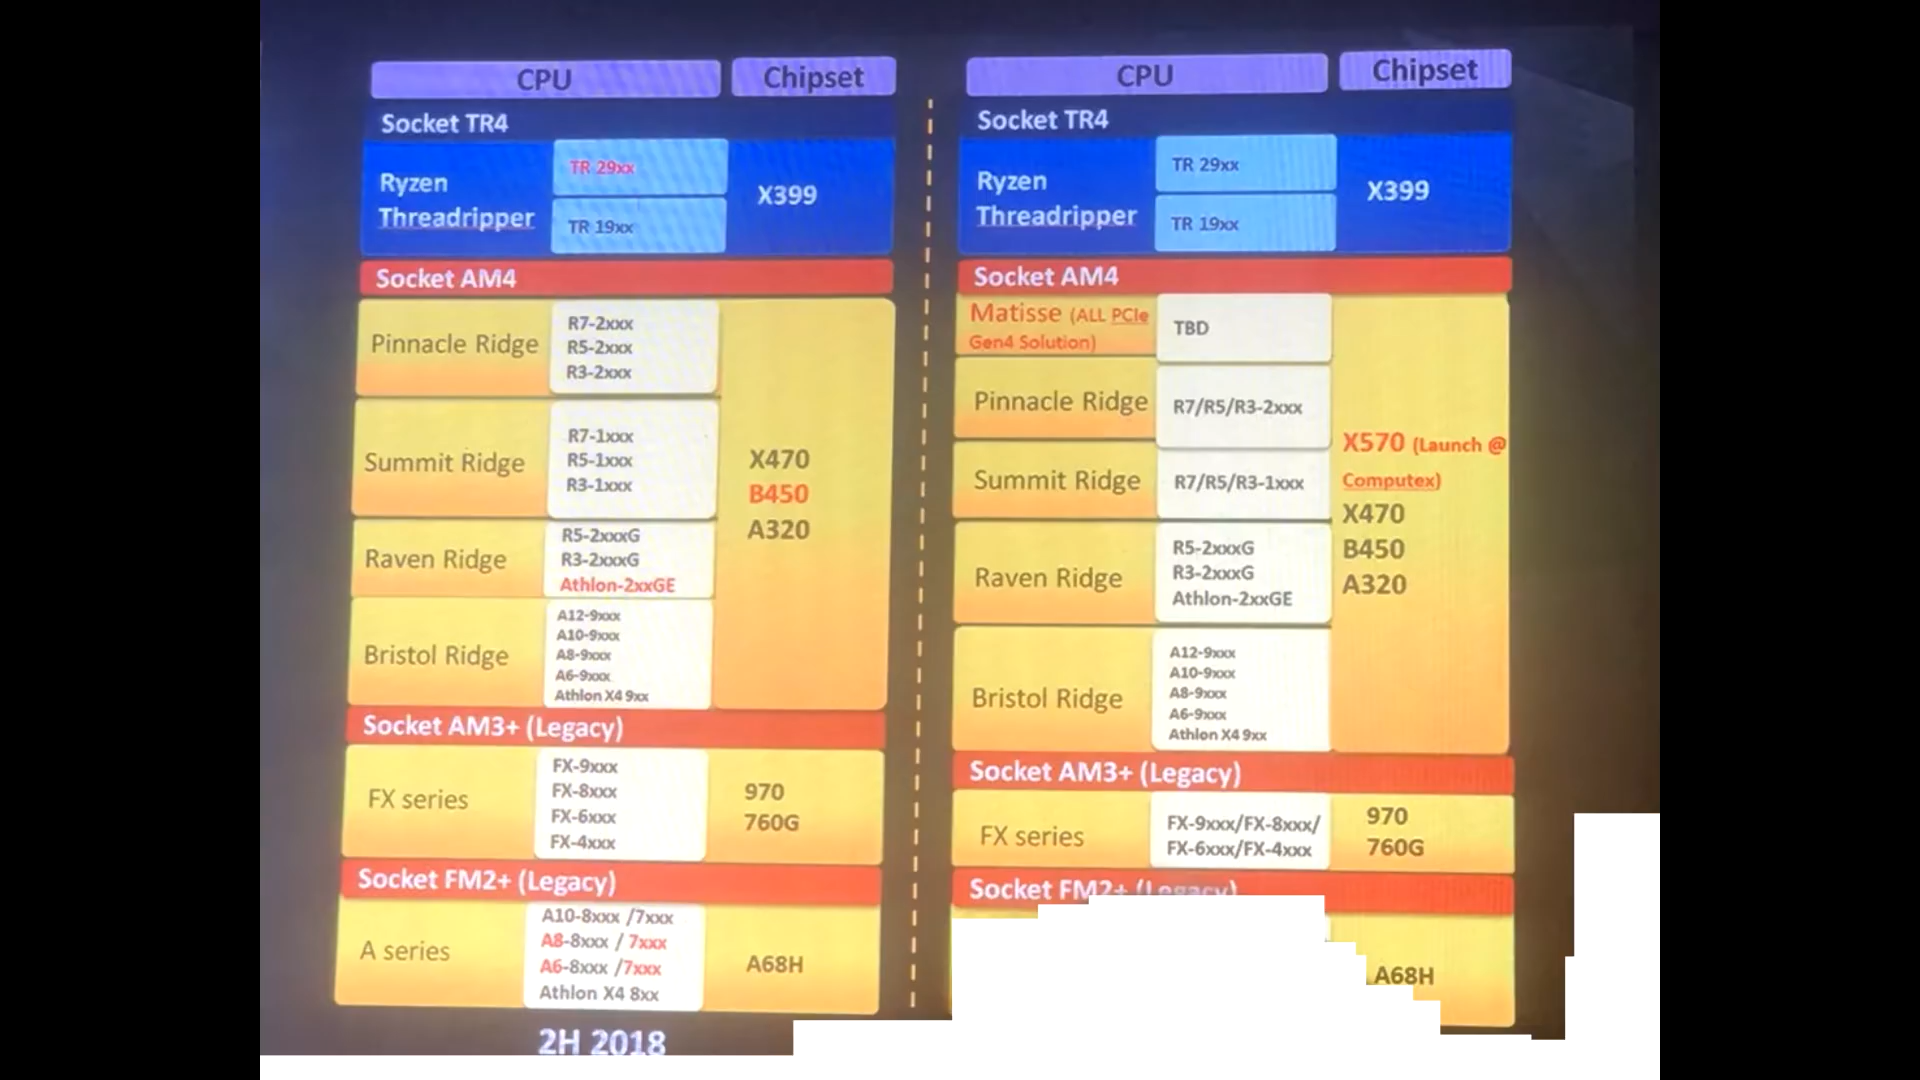 CPU
Chipset
Socket TR4
Ryzen
Threadripper
TR 29xx
TR 19xx
X399
Socket AM4
Pinnacle Ridge
R7-2xxx
R5-2xxx
R3-2xxx
Summit Ridge
R7-1xxx
R5-1xxx
R3-1xxx
Raven Ridge
R5-2xxxG
R3-2xxxG
Athlon-2xxGE
Bristol Ridge
A12-9xxx
A10-9xxx
A8-9xxx
A6-9xxx
Athlon X4 9xx
X470
B450
A320
Socket AM3+ (Legacy)
FX series
FX-9xxx
FX-8xxx
FX-6xxx
FX-4xxx
970
760G
Socket FM2+ (Legacy)
A series
A10-8xxx /7xxx
A8-8xxx / 7xxx
A6-8xxx /7xxx
Athlon X4 8xx
A68H
2H 2018
CPU
Chipset
Socket TR4
Ryzen
Threadripper
TR 29xx
TR 19xx
X399
Socket AM4
Matisse (ALL PCIe
Gen4 Solution)
TBD
Pinnacle Ridge
R7/R5/R3-2xxx
Summit Ridge
R7/R5/R3-1xxx
Raven Ridge
R5-2xxxG
R3-2xxxG
Athlon-2xxGE
Bristol Ridge
A12-9xxx
A10-9xxx
A8-9xxx
A6-9xxx
Athlon X4 9xx
X570 (Launch @
Computex)
X470
B450
A320
Socket AM3+ (Legacy)
FX series
FX-9xxx/FX-8xxx/
FX-6xxx/FX-4xxx
970
760G
Socket FM2+ (Legacy)
A68H